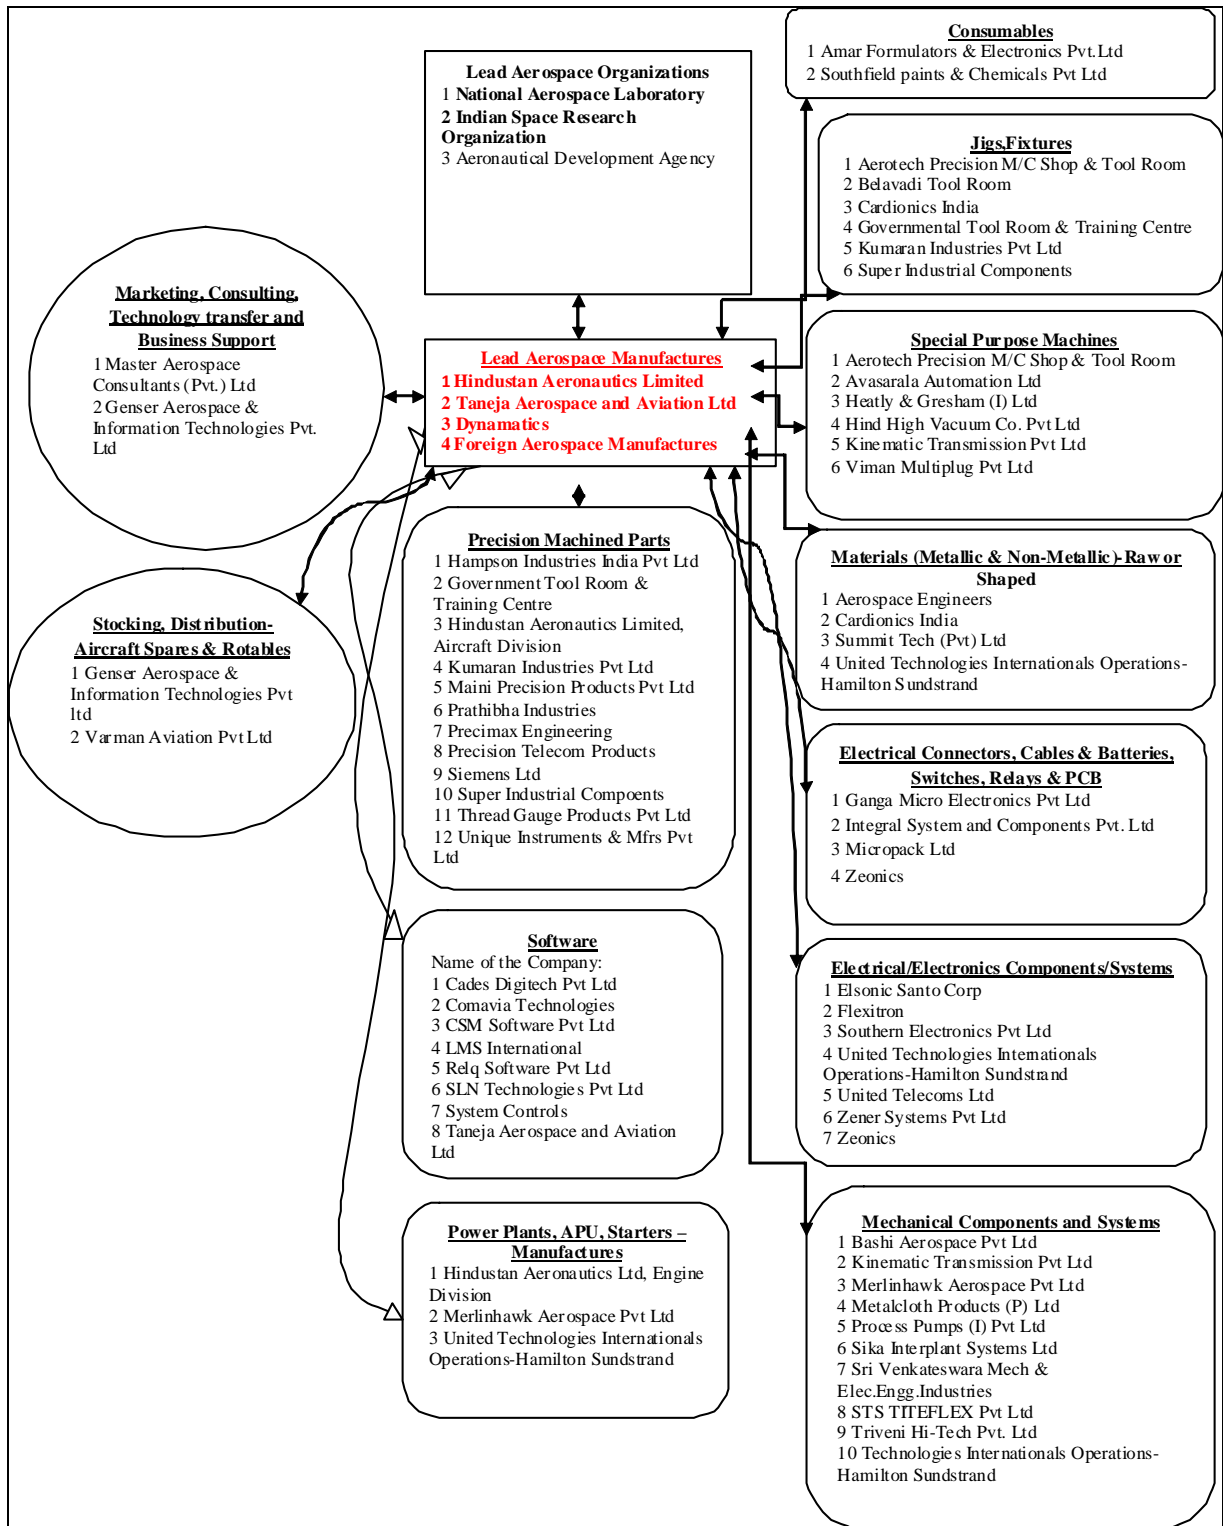 Consumables
1 Amar Formulators & Electronics Pvt.Ltd
2 Southfield paints & Chemicals Pvt Ltd
Lead Aerospace Organizations
1 National Aerospace Laboratory
2 Indian Space Research
Organization
3 Aeronautical Development Agency
Jigs,Fixtures
1 Aerotech Precision M/C Shop & Tool Room
2 Belavadi Tool Room
3 Cardionics India
4 Governmental Tool Room & Training Centre
5 Kumaran Industries Pvt Ltd
6 Super Industrial Components
Marketing, Consulting,
Technology transfer and
Business Support
1 Master Aerospace
Consultants (Pvt.) Ltd
2 Genser Aerospace &
Information Technologies Pvt.
Ltd
Lead Aerospace Manufactures
1 Hindustan Aeronautics Limited
2 Taneja Aerospace and Aviation Ltd
3 Dynamatics
4 Foreign Aerospace Manufactures
Special Purpose Machines
1 Aerotech Precision M/C Shop & Tool Room
2 Avasarala Automation Ltd
3 Heatly & Gresham (I) Ltd
4 Hind High Vacuum Co. Pvt Ltd
5 Kinematic Transmission Pvt Ltd
6 Viman Multiplug Pvt Ltd
Precision Machined Parts
1 Hampson Industries India Pvt Ltd
2 Government Tool Room &
Training Centre
3 Hindustan Aeronautics Limited,
Aircraft Division
4 Kumaran Industries Pvt Ltd
5 Maini Precision Products Pvt Ltd
6 Prathibha Industries
7 Precimax Engineering
8 Precision Telecom Products
9 Siemens Ltd
10 Super Industrial Compoents
11 Thread Gauge Products Pvt Ltd
12 Unique Instruments & Mfrs Pvt
Ltd
Materials (Metallic & Non-Metallic)-Raw or
Shaped
1 Aerospace Engineers
2 Cardionics India
3 Summit Tech (Pvt) Ltd
4 United Technologies Internationals Operations-
Hamilton Sundstrand
Stocking, Distribution-
Aircraft Spares & Rotables
1 Genser Aerospace &
Information Technologies Pvt
ltd
2 Varman Aviation Pvt Ltd
Electrical Connectors, Cables & Batteries,
Switches, Relays & PCB
1 Ganga Micro Electronics Pvt Ltd
2 Integral System and Components Pvt. Ltd
3 Micropack Ltd
4 Zeonics
Software
Name of the Company:
1 Cades Digitech Pvt Ltd
2 Comavia Technologies
3 CSM Software Pvt Ltd
4 LMS International
5 Relq Software Pvt Ltd
6 SLN Technologies Pvt Ltd
7 System Controls
8 Taneja Aerospace and Aviation
Ltd
Electrical/Electronics Components/Systems
1 Elsonic Santo Corp
2 Flexitron
3 Southern Electronics Pvt Ltd
4 United Technologies Internationals
Operations-Hamilton Sundstrand
5 United Telecoms Ltd
6 Zener Systems Pvt Ltd
7 Zeonics
Power Plants, APU, Starters –
Manufactures
1 Hindustan Aeronautics Ltd, Engine
Division
2 Merlinhawk Aerospace Pvt Ltd
3 United Technologies Internationals
Operations-Hamilton Sundstrand
Mechanical Components and Systems
1 Bashi Aerospace Pvt Ltd
2 Kinematic Transmission Pvt Ltd
3 Merlinhawk Aerospace Pvt Ltd
4 Metalcloth Products (P) Ltd
5 Process Pumps (I) Pvt Ltd
6 Sika Interplant Systems Ltd
7 Sri Venkateswara Mech &
Elec.Engg.Industries
8 STS TITEFLEX Pvt Ltd
9 Triveni Hi-Tech Pvt. Ltd
10 Technologies Internationals Operations-
Hamilton Sundstrand